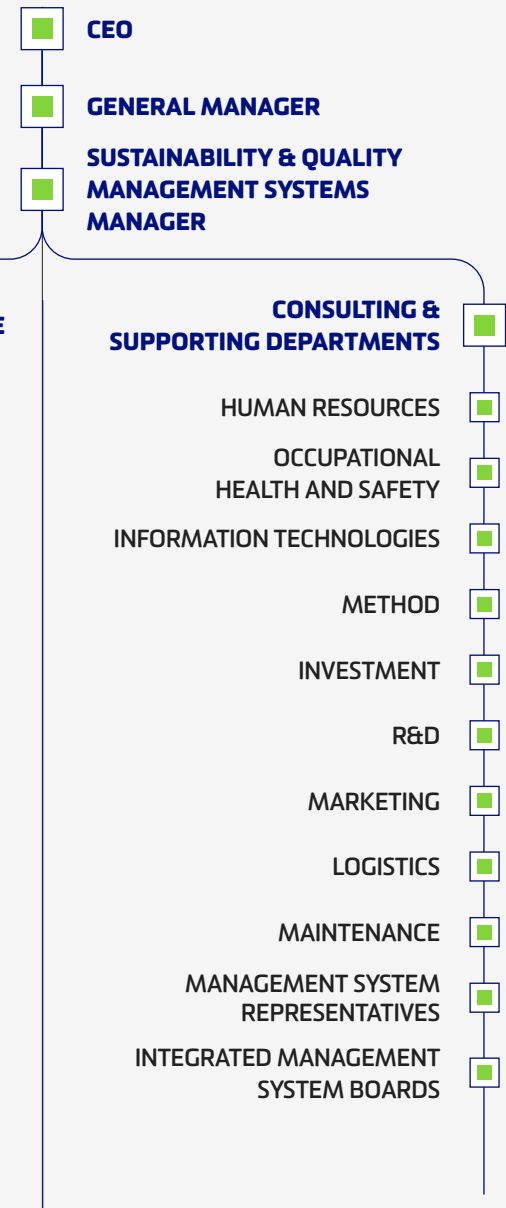 CEO
GENERAL MANAGER
SUSTAINABILITY & QUALITY
MANAGEMENT SYSTEMS
MANAGER
E
CONSULTING &
SUPPORTING DEPARTMENTS
HUMAN RESOURCES
OCCUPATIONAL
HEALTH AND SAFETY
INFORMATION TECHNOLOGIES
METHOD
INVESTMENT
R&D
MARKETING
LOGISTICS
MAINTENANCE
MANAGEMENT SYSTEM
REPRESENTATIVES
INTEGRATED MANAGEMENT
SYSTEM BOARDS